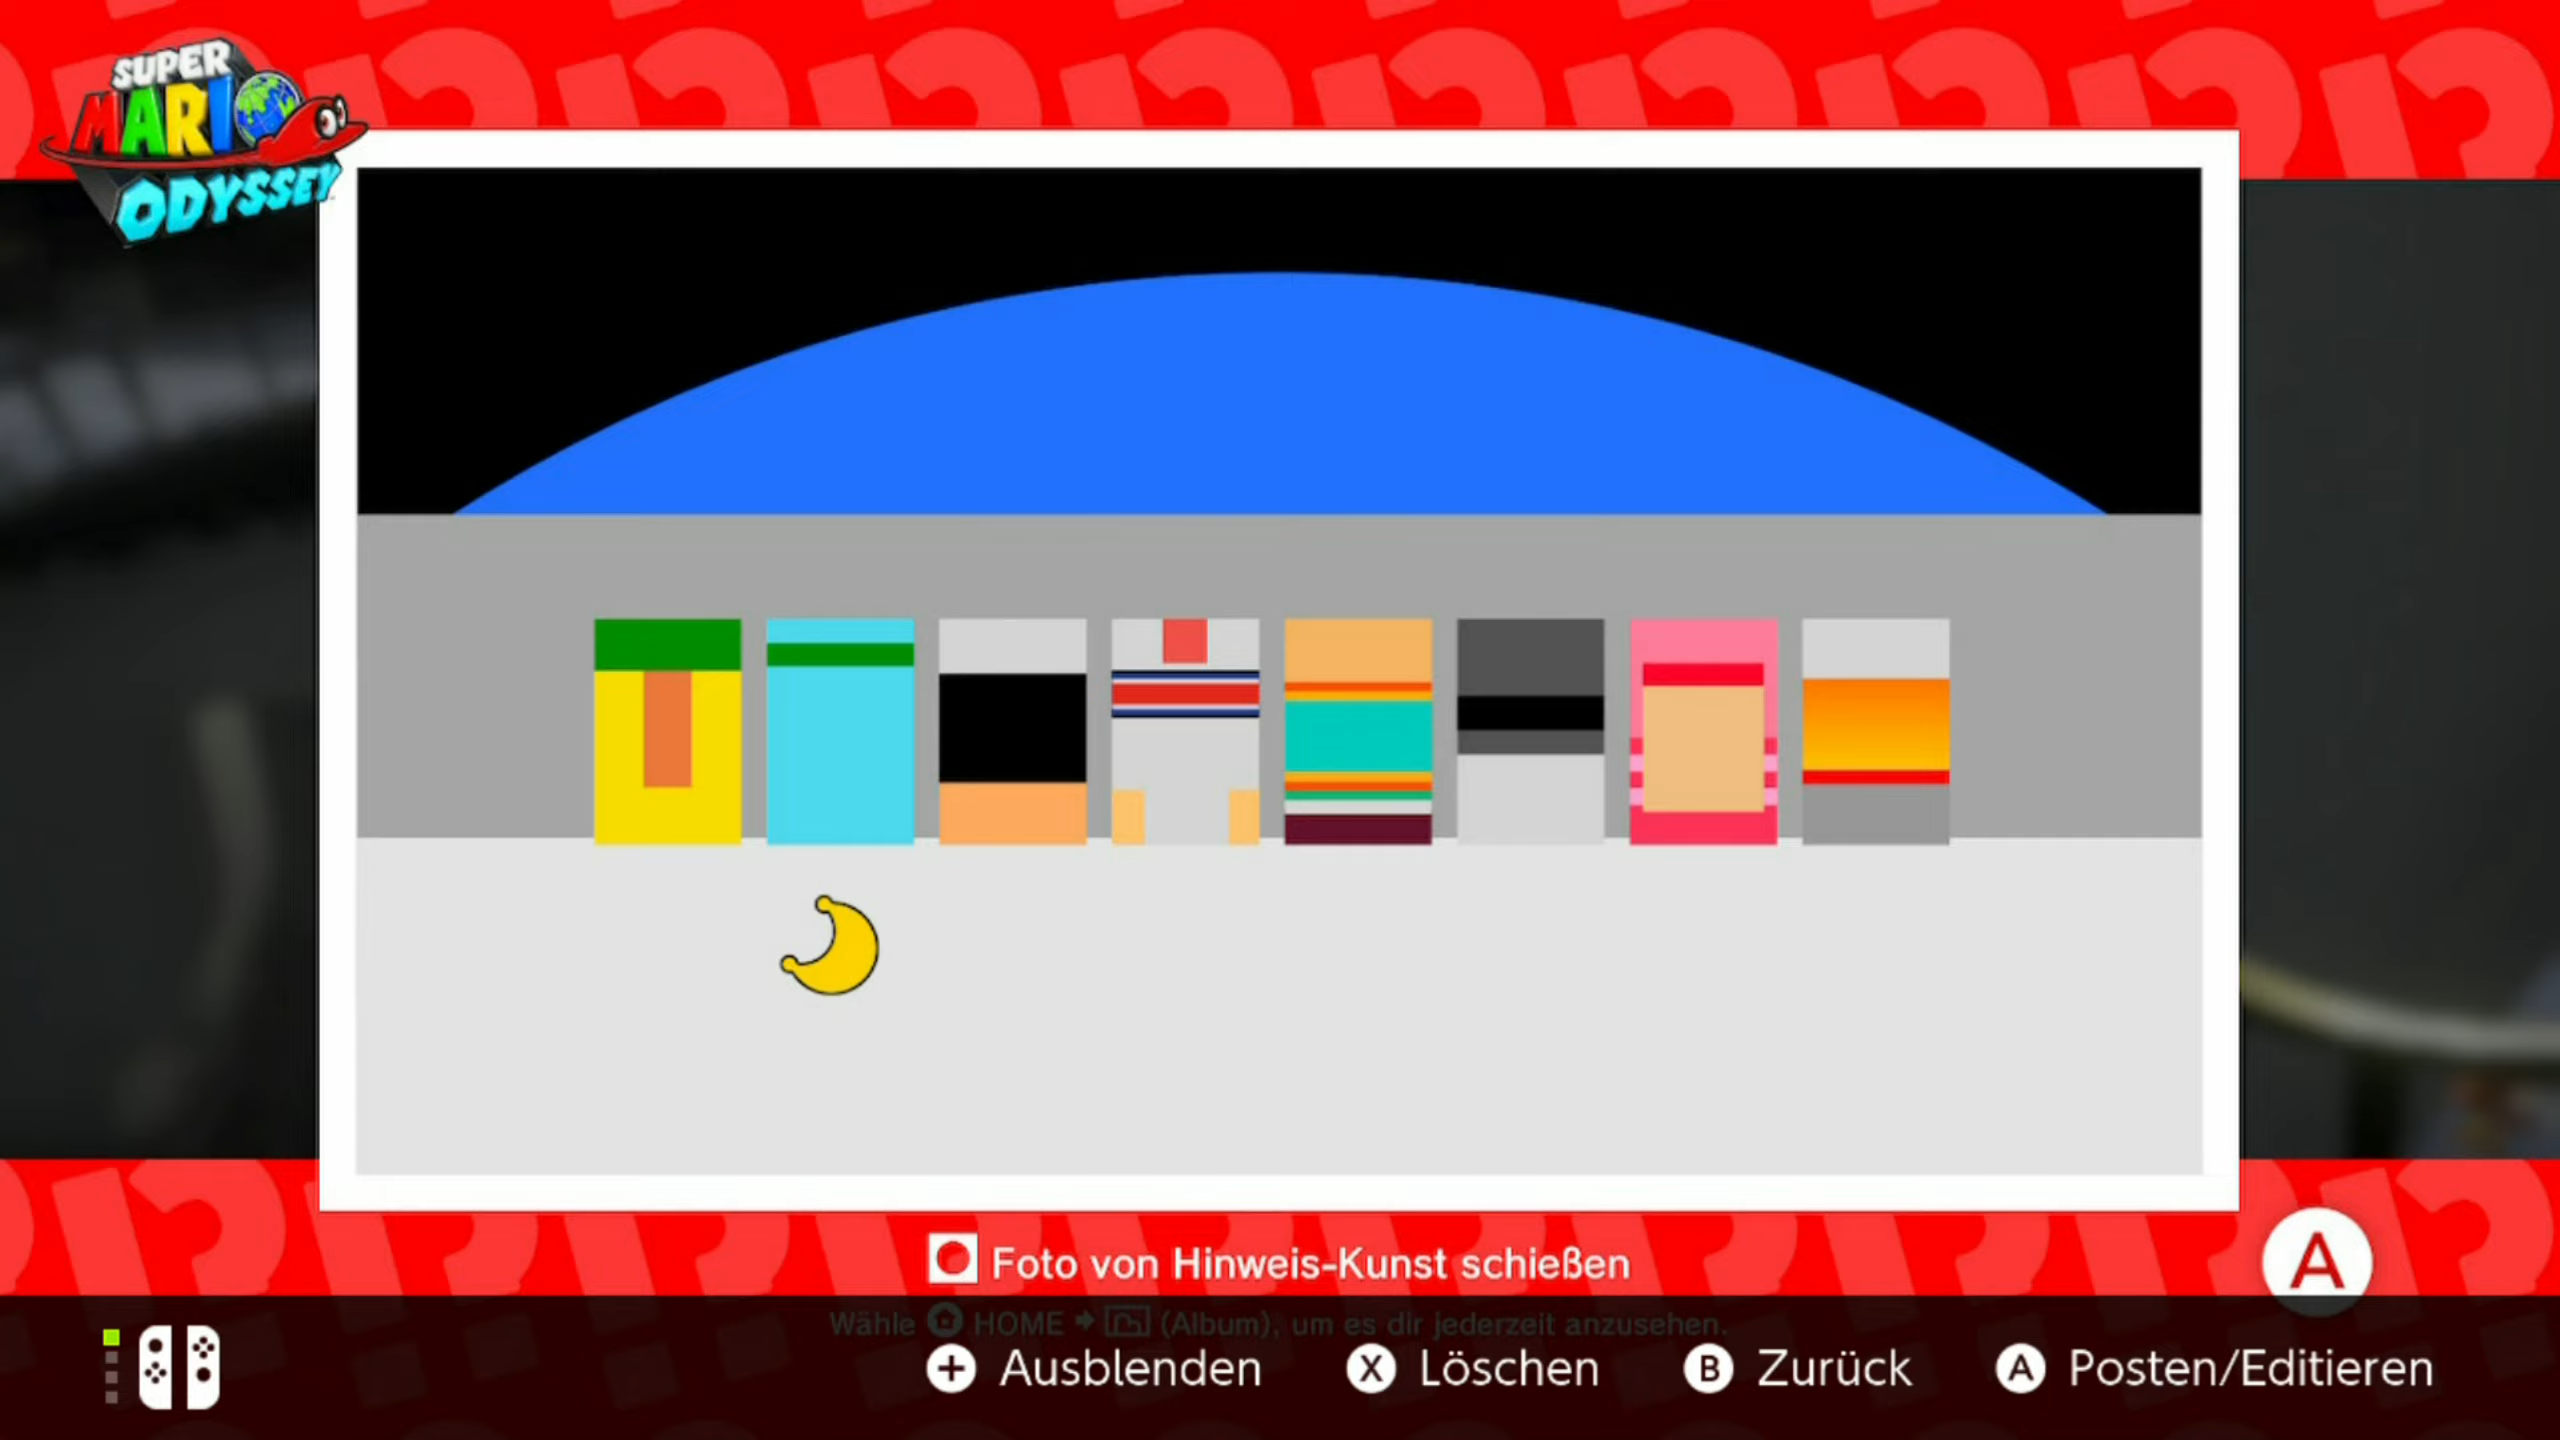 SUPER
MARIO
ODYSSEY
Foto von Hinweis-Kunst schießen
A
Wähle HOME (Album), um es dir jederzeit anzusehen.
+ Ausblenden X Löschen B Zurück A Posten/Editieren